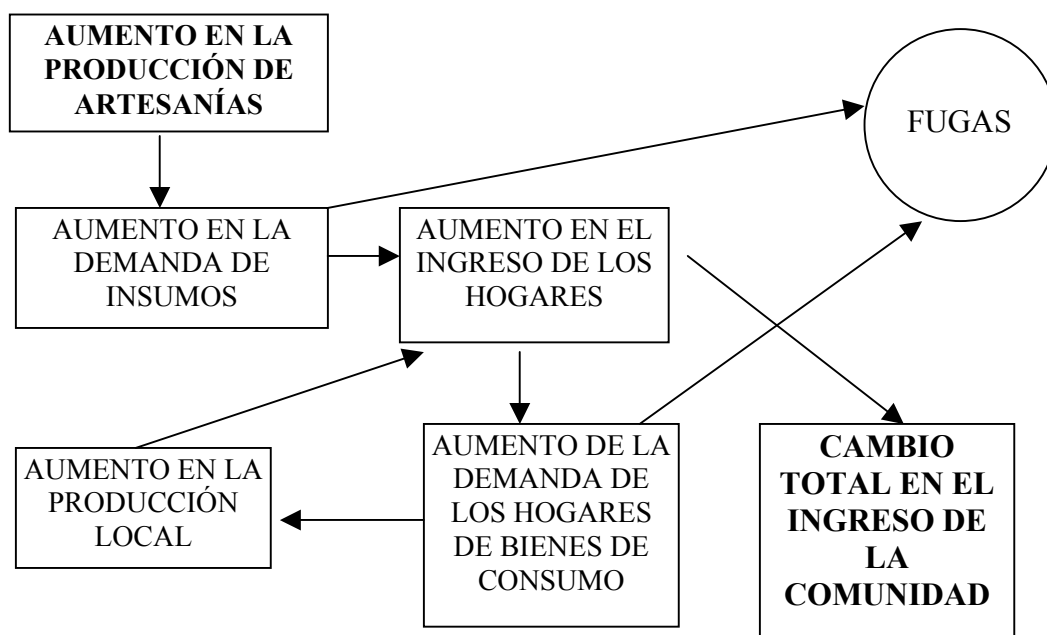 AUMENTO EN LA
PRODUCCIÓN DE
ARTESANÍAS
FUGAS
AUMENTO EN LA
DEMANDA DE
INSUMOS
AUMENTO EN EL
INGRESO DE LOS
HOGARES
AUMENTO EN LA
PRODUCCIÓN
LOCAL
AUMENTO DE LA
DEMANDA DE
LOS HOGARES
DE BIENES DE
CONSUMO
CAMBIO
TOTAL EN EL
INGRESO DE
LA
COMUNIDAD